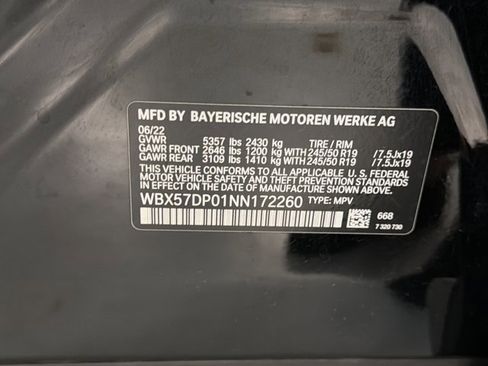 MFD BY BAYERISCHE MOTOREN WERKE AG
06/22
GVWR 5357 lbs 2430 kg TIRE / RIM
GAWR FRONT 2646 lbs 1200 kg 245/50 R19 /7.5Jx19
GAWR REAR 3109 lbs 1410 kg 245/50 R19 /7.5Jx19
THIS VEHICLE CONFORMS TO ALL APPLICABLE U.S. FEDERAL
MOTOR VEHICLE SAFETY AND THEFT PREVENTION STANDARDS
IN EFFECT ON THE DATE OF MANUFACTURE SHOWN ABOVE.
WBX57DP01NN172260 TYPE: MPV
668
7 320 730